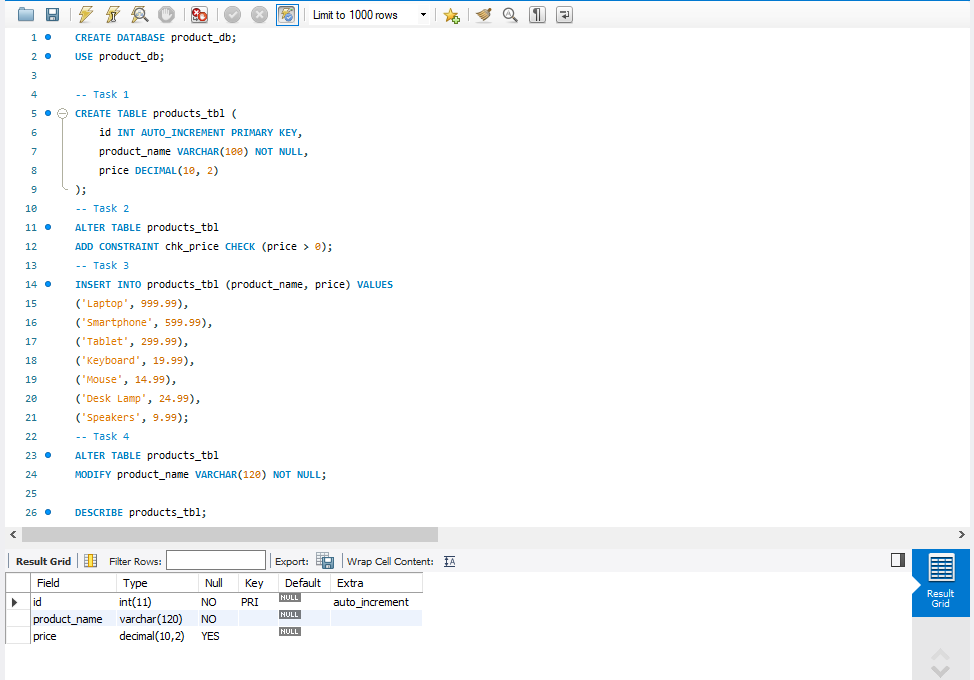 Limit to 1000 rows
1 CREATE DATABASE product_db;
2 USE product_db;
3
4 -- Task 1
5 CREATE TABLE products_tbl (
6 id INT AUTO_INCREMENT PRIMARY KEY,
7 product_name VARCHAR(100) NOT NULL,
8 price DECIMAL(10, 2)
9 );
10 -- Task 2
11 ALTER TABLE products_tbl
12 ADD CONSTRAINT chk_price CHECK (price > 0);
13 -- Task 3
14 INSERT INTO products_tbl (product_name, price) VALUES
15 ('Laptop', 999.99),
16 ('Smartphone', 599.99),
17 ('Tablet', 299.99),
18 ('Keyboard', 19.99),
19 ('Mouse', 14.99),
20 ('Desk Lamp', 24.99),
21 ('Speakers', 9.99);
22 -- Task 4
23 ALTER TABLE products_tbl
24 MODIFY product_name VARCHAR(120) NOT NULL;
25
26 DESCRIBE products_tbl;
Result Grid Filter Rows: Export: Wrap Cell Content:
Field Type Null Key Default Extra
id int(11) NO PRI NULL auto_increment
product_name varchar(120) NO NULL
price decimal(10,2) YES NULL
Result
Grid